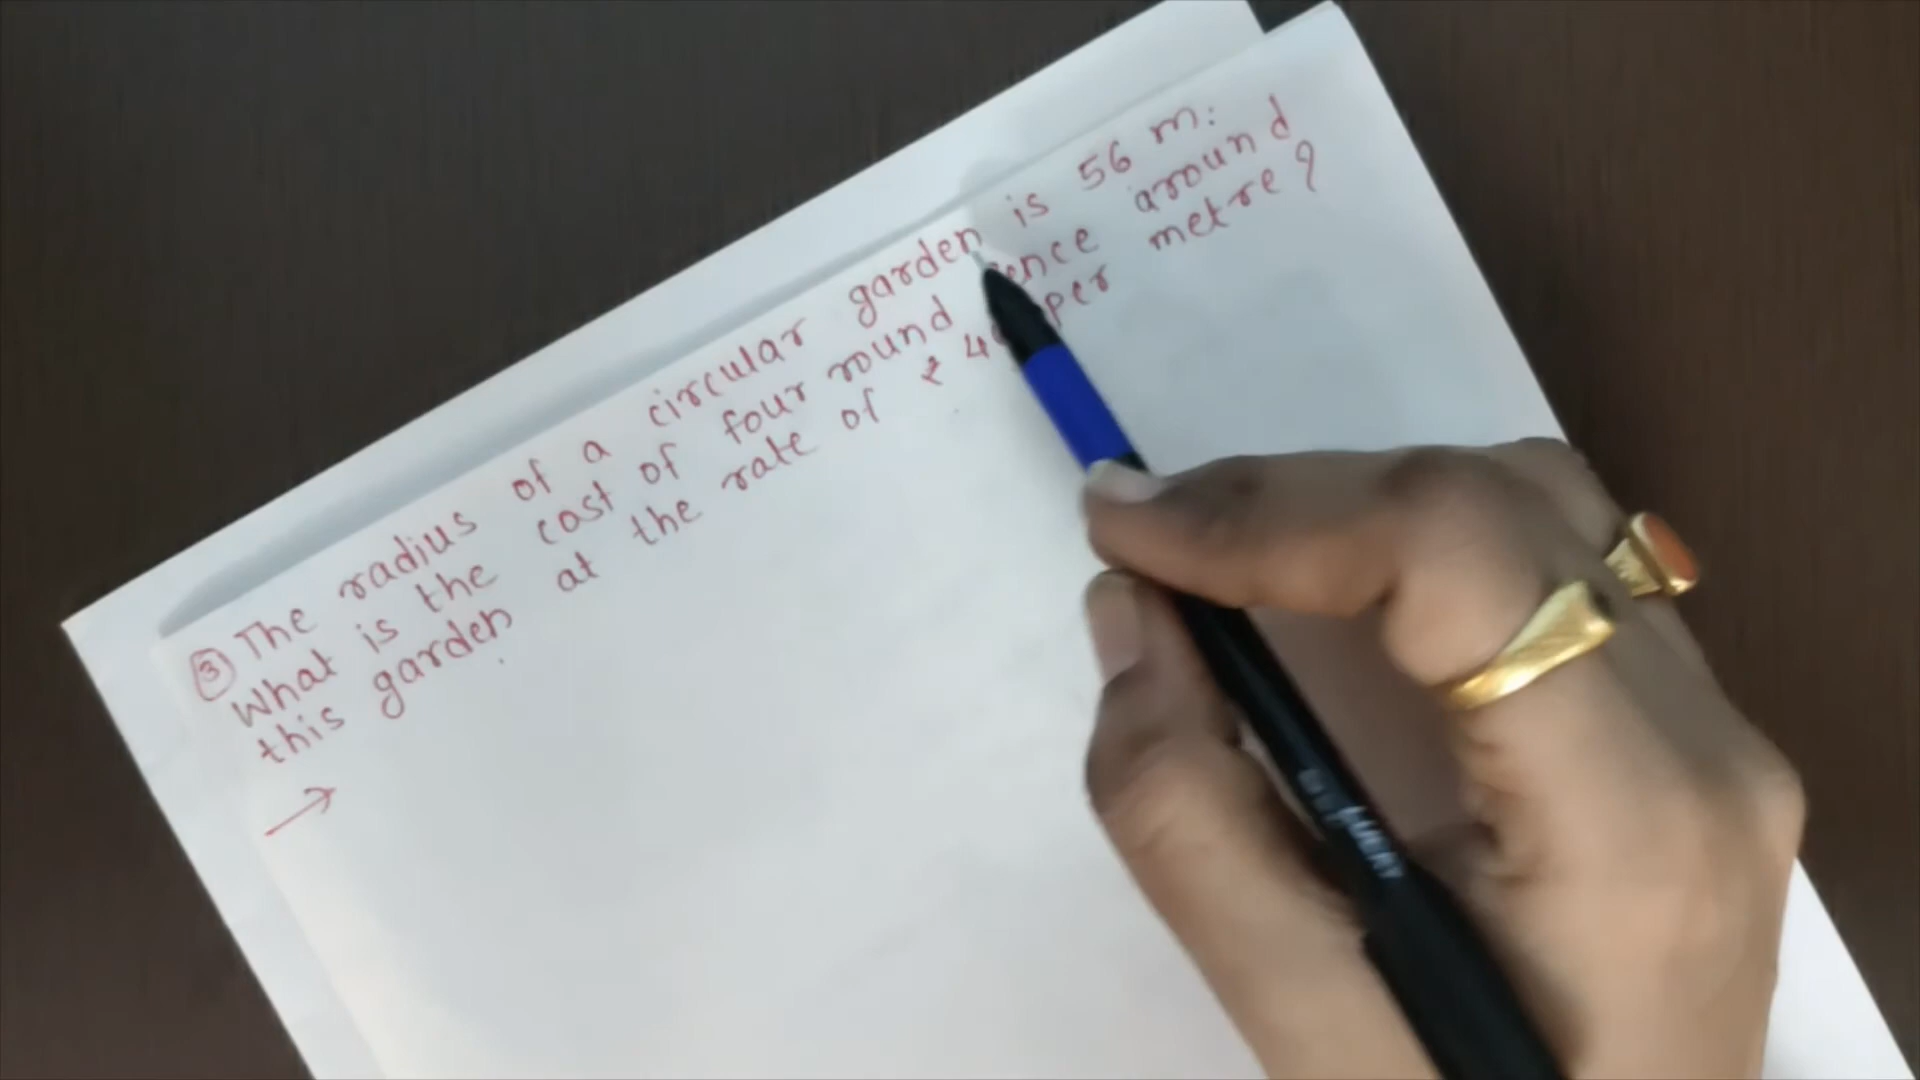 ③ The radius of a circular garden is 56 m.
What is the cost of four round fence around
this garden at the rate of ₹ per metre?
→